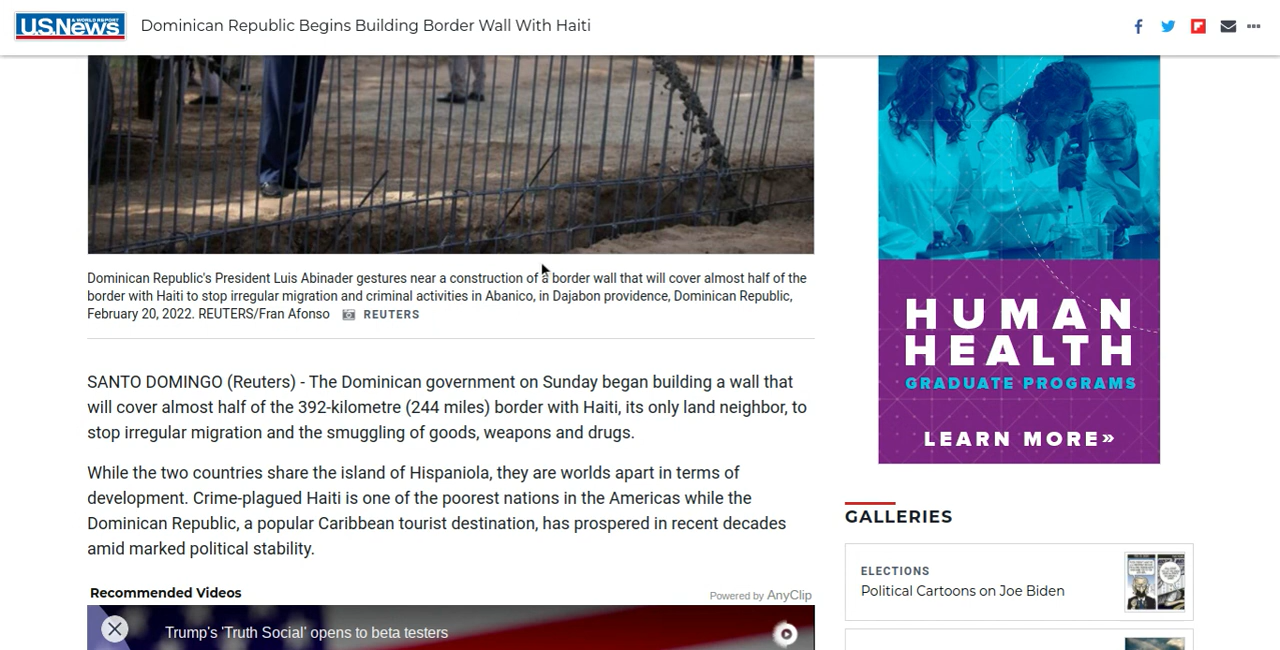 U.S.News
& WORLD REPORT
Dominican Republic Begins Building Border Wall With Haiti
Dominican Republic's President Luis Abinader gestures near a construction of a border wall that will cover almost half of the
border with Haiti to stop irregular migration and criminal activities in Abanico, in Dajabon providence, Dominican Republic,
February 20, 2022. REUTERS/Fran Afonso REUTERS
SANTO DOMINGO (Reuters) - The Dominican government on Sunday began building a wall that
will cover almost half of the 392-kilometre (244 miles) border with Haiti, its only land neighbor, to
stop irregular migration and the smuggling of goods, weapons and drugs.
While the two countries share the island of Hispaniola, they are worlds apart in terms of
development. Crime-plagued Haiti is one of the poorest nations in the Americas while the
Dominican Republic, a popular Caribbean tourist destination, has prospered in recent decades
amid marked political stability.
Recommended Videos
Powered by AnyClip
Trump's 'Truth Social' opens to beta testers
HUMAN
HEALTH
GRADUATE PROGRAMS
LEARN MORE»
GALLERIES
ELECTIONS
Political Cartoons on Joe Biden